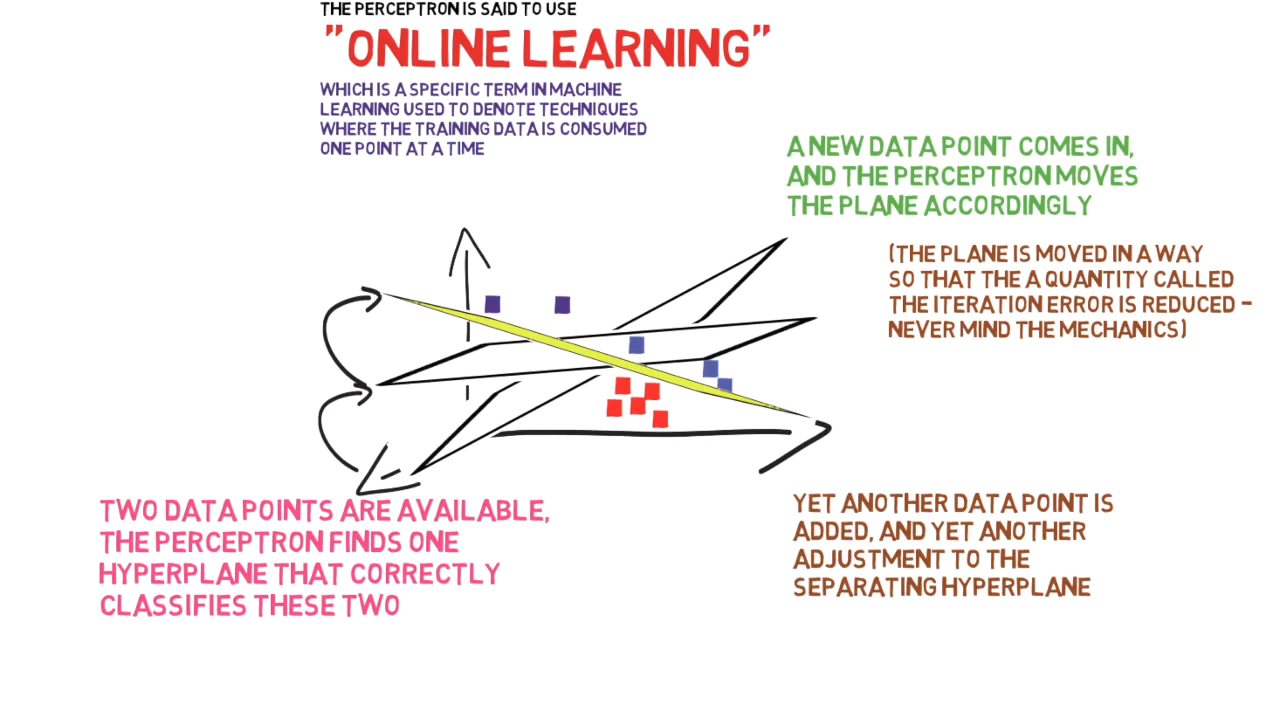 THE PERCEPTRON IS SAID TO USE
"ONLINE LEARNING"
WHICH IS A SPECIFIC TERM IN MACHINE
LEARNING USED TO DENOTE TECHNIQUES
WHERE THE TRAINING DATA IS CONSUMED
ONE POINT AT A TIME
A NEW DATA POINT COMES IN,
AND THE PERCEPTRON MOVES
THE PLANE ACCORDINGLY
(THE PLANE IS MOVED IN A WAY
SO THAT THE A QUANTITY CALLED
THE ITERATION ERROR IS REDUCED -
NEVER MIND THE MECHANICS)
TWO DATA POINTS ARE AVAILABLE,
THE PERCEPTRON FINDS ONE
HYPERPLANE THAT CORRECTLY
CLASSIFIES THESE TWO
YET ANOTHER DATA POINT IS
ADDED, AND YET ANOTHER
ADJUSTMENT TO THE
SEPARATING HYPERPLANE